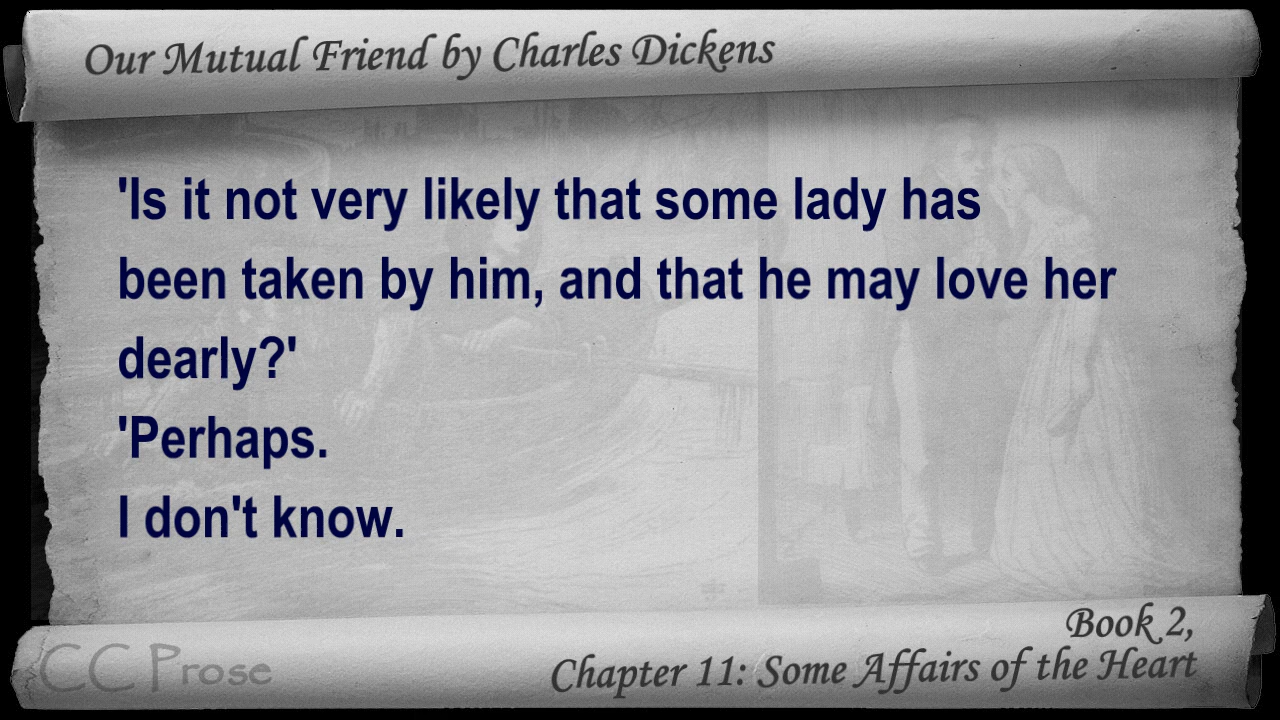 Our Mutual Friend by Charles Dickens
'Is it not very likely that some lady has
been taken by him, and that he may love her
dearly?'
'Perhaps.
I don't know.
Book 2,
Chapter 11: Some Affairs of the Heart
CC Prose